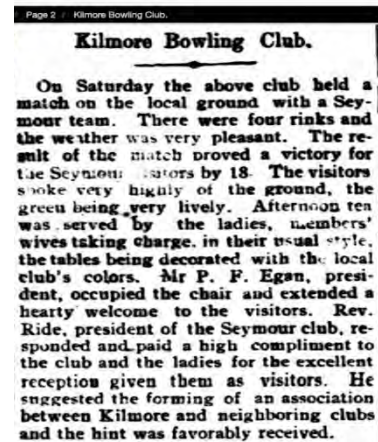 Page 2 / Kilmore Bowling Club.
Kilmore Bowling Club.
On Saturday the above club held a
match on the local ground with a Sey-
mour team. There were four rinks and
the weather was very pleasant. The re-
sult of the match proved a victory for
the Seymour visitors by 18. The visitors
spoke very highly of the ground, the
green being very lively. Afternoon tea
was served by the ladies, members'
wives taking charge, in their usual style,
the tables being decorated with the local
club's colors. Mr P. F. Egan, presi-
dent, occupied the chair and extended a
hearty welcome to the visitors. Rev.
Ride, president of the Seymour club, re-
sponded and paid a high compliment to
the club and the ladies for the excellent
reception given them as visitors. He
suggested the forming of an association
between Kilmore and neighboring clubs
and the hint was favorably received.